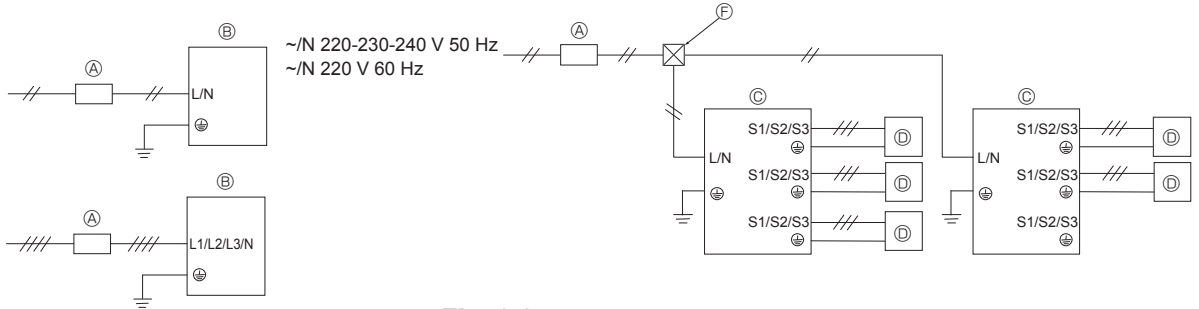 Ⓑ
Ⓐ
L/N
Ⓑ
Ⓐ
L1/L2/L3/N
~/N 220-230-240 V 50 Hz
~/N 220 V 60 Hz
Ⓐ
Ⓕ
Ⓒ
L/N
S1/S2/S3
Ⓓ
S1/S2/S3
Ⓓ
S1/S2/S3
Ⓓ
Ⓒ
L/N
S1/S2/S3
Ⓓ
S1/S2/S3
Ⓓ
S1/S2/S3